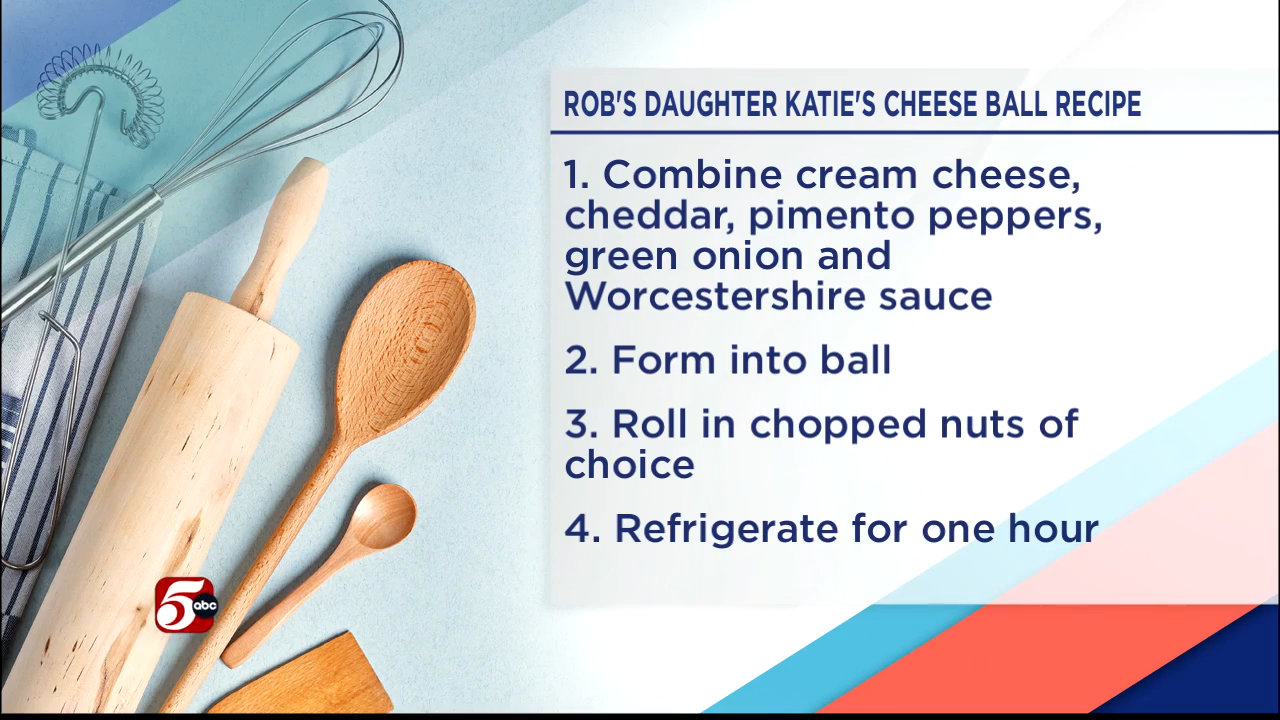 ROB'S DAUGHTER KATIE'S CHEESE BALL RECIPE
1. Combine cream cheese,
cheddar, pimento peppers,
green onion and
Worcestershire sauce
2. Form into ball
3. Roll in chopped nuts of
choice
4. Refrigerate for one hour
5 abc